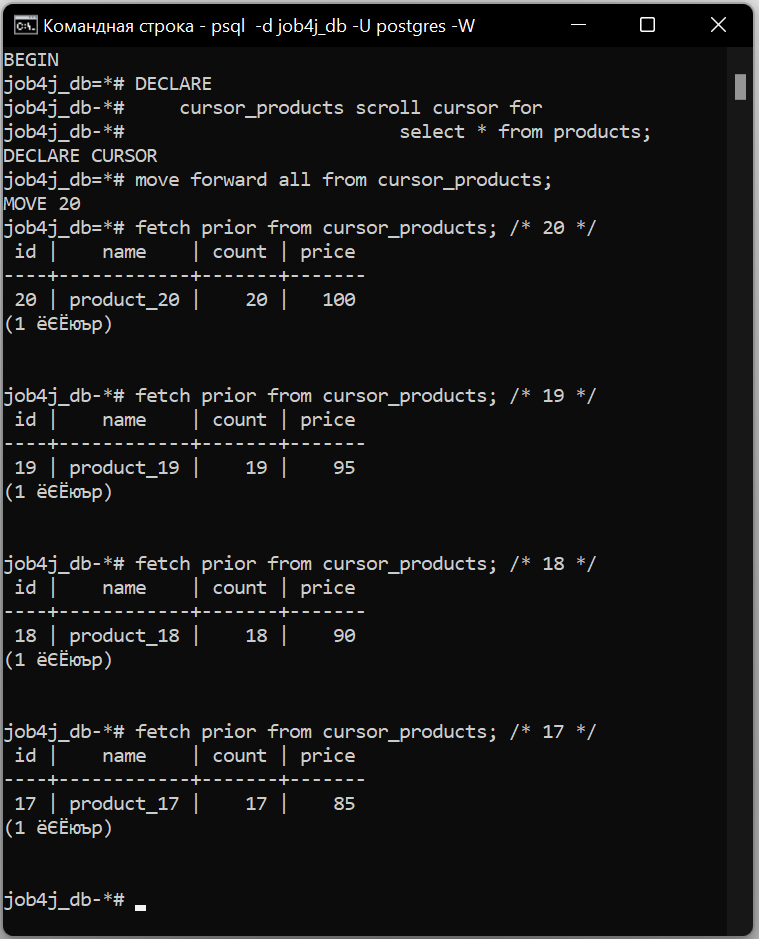 Командная строка - psql  -d job4j_db -U postgres -W
BEGIN
job4j_db=*# DECLARE
job4j_db-*#     cursor_products scroll cursor for
job4j_db-*#                         select * from products;
DECLARE CURSOR
job4j_db=*# move forward all from cursor_products;
MOVE 20
job4j_db=*# fetch prior from cursor_products; /* 20 */
 id |    name    | count | price
----+------------+-------+-------
 20 | product_20 |    20 |   100
(1 ёЄЁюър)
job4j_db-*# fetch prior from cursor_products; /* 19 */
 id |    name    | count | price
----+------------+-------+-------
 19 | product_19 |    19 |    95
(1 ёЄЁюър)
job4j_db-*# fetch prior from cursor_products; /* 18 */
 id |    name    | count | price
----+------------+-------+-------
 18 | product_18 |    18 |    90
(1 ёЄЁюър)
job4j_db-*# fetch prior from cursor_products; /* 17 */
 id |    name    | count | price
----+------------+-------+-------
 17 | product_17 |    17 |    85
(1 ёЄЁюър)
job4j_db-*#